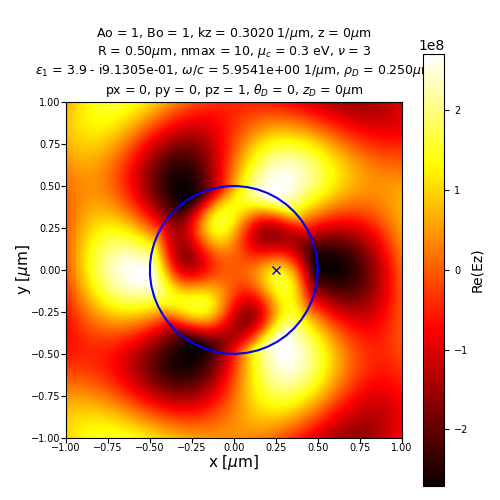 Ao = 1, Bo = 1, kz = 0.3020 1/μm, z = 0μm
R = 0.50μm, nmax = 10, μc = 0.3 eV, ν = 3
ε1 = 3.9 - i9.1305e-01, ω/c = 5.9541e+00 1/μm, ρD = 0.250μ
px = 0, py = 0, pz = 1, θD = 0, zD = 0μm
1e8
1.00
0.75
0.50
0.25
0.00
−0.25
−0.50
−0.75
−1.00
y [μm]
−1.00 −0.75 −0.50 −0.25 0.00 0.25 0.50 0.75 1.00
x [μm]
2
1
0
−1
−2
Re(Ez)